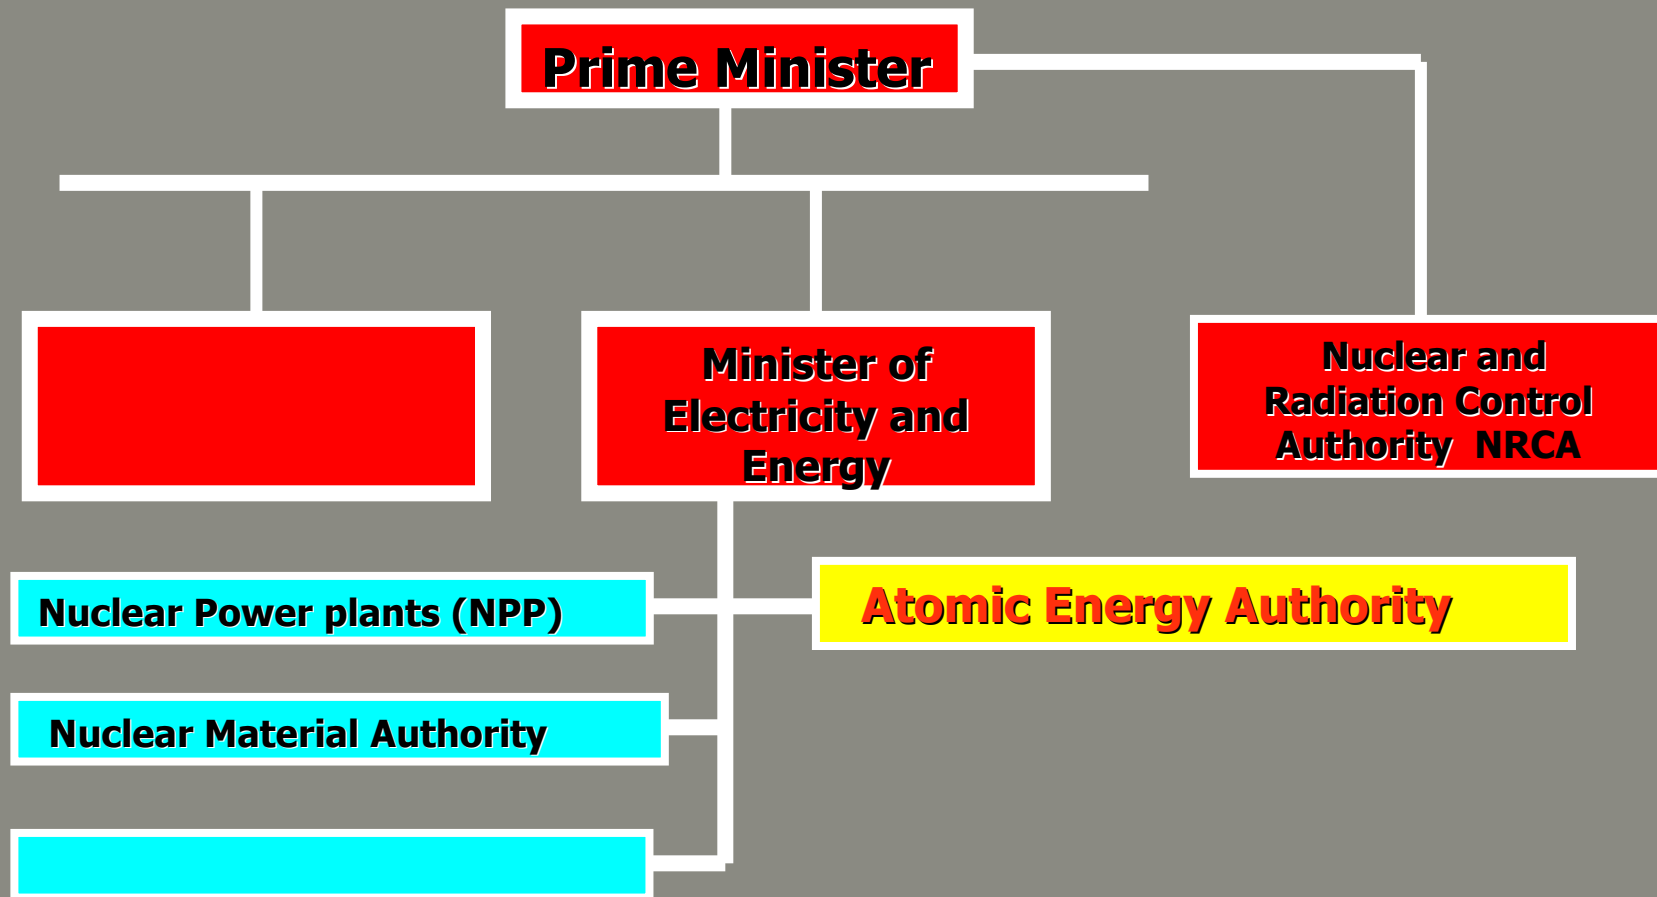 Prime Minister
Minister of
Electricity and
Energy
Nuclear and
Radiation Control
Authority NRCA
Nuclear Power plants (NPP)
Atomic Energy Authority
Nuclear Material Authority